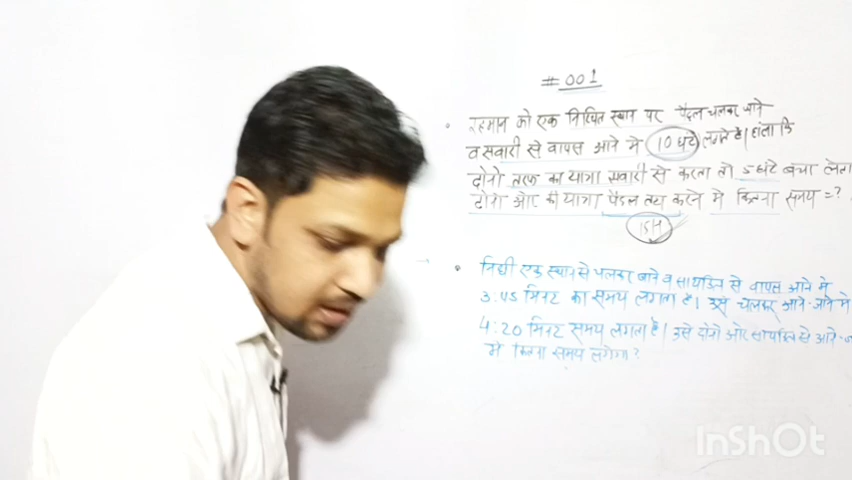 # 001
रहमान को एक निश्चित स्थान पर पैदल चलकर जाने
व सवारी से वापस आने में 10 घंटे लगते है। हालांकि
दोनो तरफ का यात्रा सवारी से करता तो 5 घंटे बचा लेता
दोनो ओर की यात्रा पैदल तय करने मे कितना समय = ?
15H
किसी एक स्थान से चलकर जाने व साइकिल से वापस आने में
3:45 मिनट का समय लगता है। उसे चलकर आने-जाने मे
4:20 मिनट समय लगता है। उसे दोनो ओर साइकिल से आने-
मे कितना समय लगेगा?
InShOt